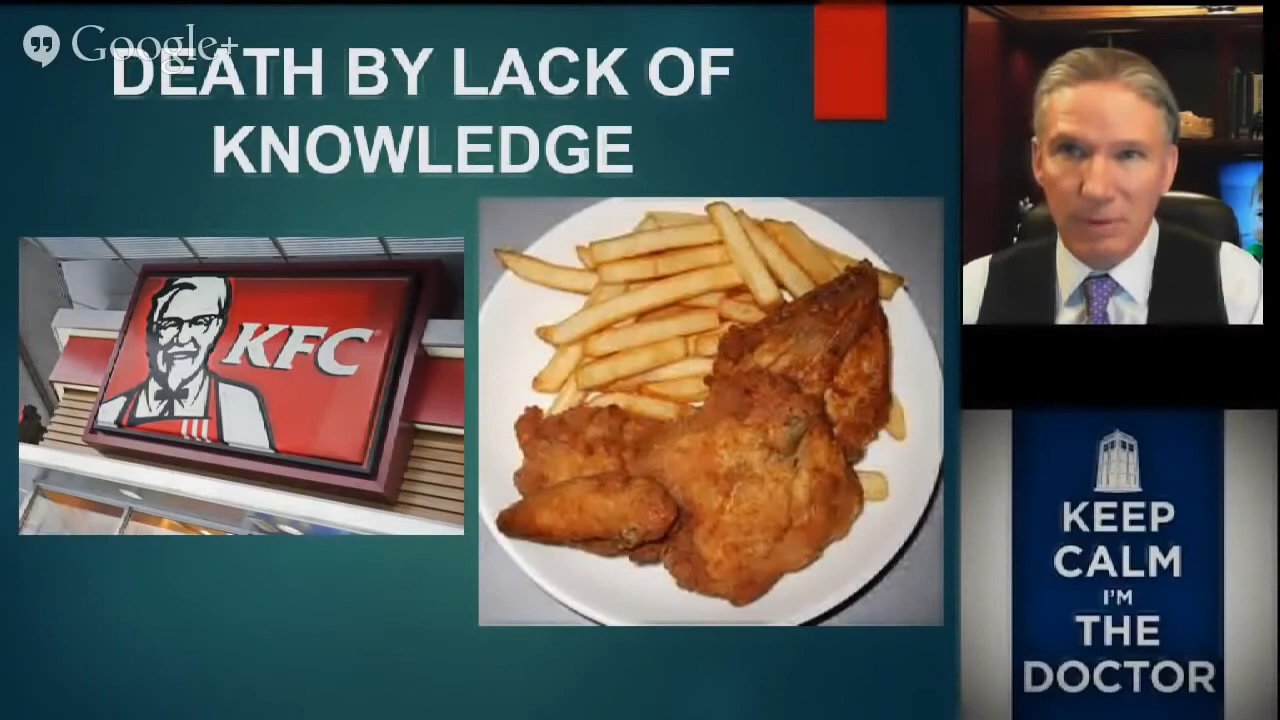 Google+
DEATH BY LACK OF
KNOWLEDGE
KFC
KEEP
CALM
I'M
THE
DOCTOR